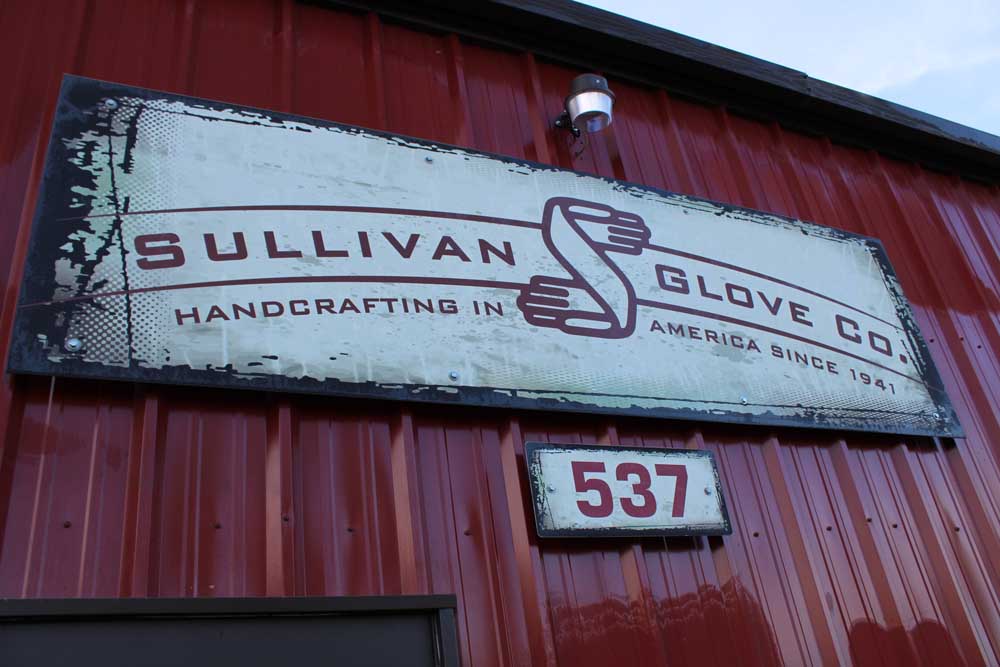 SULLIVAN GLOVE CO.
HANDCRAFTING IN AMERICA SINCE 1941
537